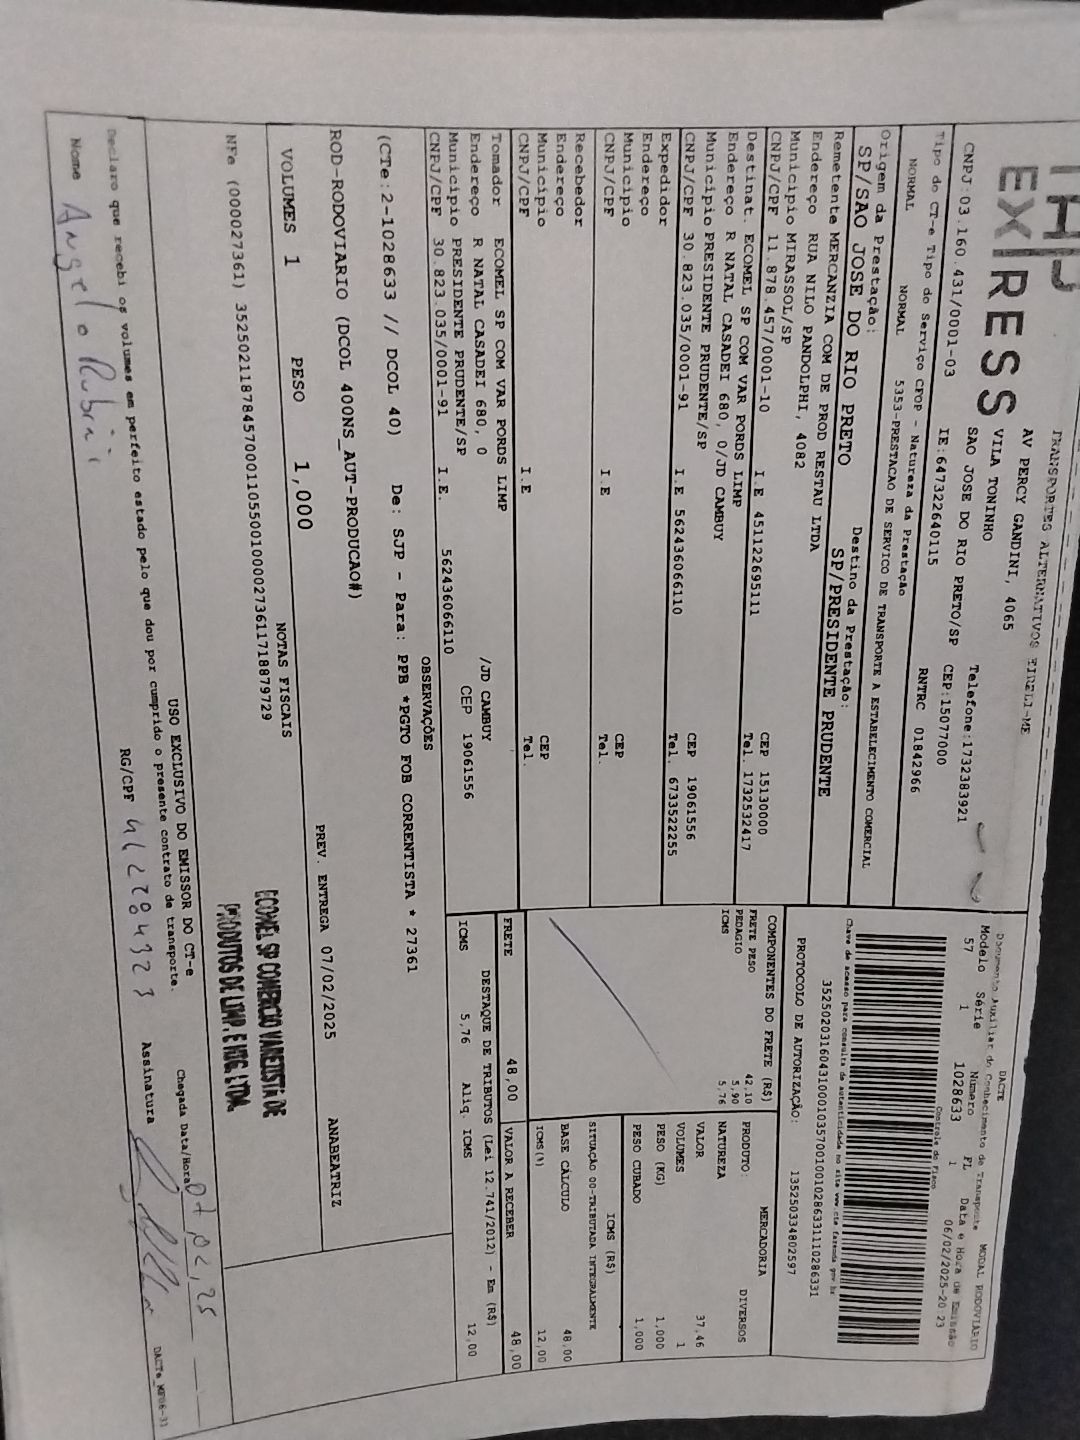 EXPRESS
TRANSPORTES ALTERNATIVOS EIRELI-ME
AV PERCY GANDINI, 4065
VILA TONINHO
SAO JOSE DO RIO PRETO/SP
Telefone:1732383921
CEP:15077000
CNPJ:03.160.431/0001-03
IE:647322640115
RNTRC 01842966
Tipo do CT-e Tipo do Serviço CFOP - Natureza da Prestação
NORMAL NORMAL 5353-PRESTACAO DE SERVICO DE TRANSPORTE A ESTABELECIMENTO COMERCIAL
Origem da Prestação: Destino da Prestação:
SP/SAO JOSE DO RIO PRETO SP/PRESIDENTE PRUDENTE
Remetente MERCANZIA COM DE PROD RESTAU LTDA
Endereço RUA NILO PANDOLPHI, 4082
Municipio MIRASSOL/SP CEP 15130000
CNPJ/CPF 11.878.457/0001-10 I.E 451122695111 Tel. 1732532417
Destinat. ECOMEL SP COM VAR PORDS LIMP
Endereço R NATAL CASADEI 680, 0/JD CAMBUY
Município PRESIDENTE PRUDENTE/SP CEP 19061556
CNPJ/CPF 30.823.035/0001-91 I.E 562436066110 Tel. 6733522255
Expedidor
Endereço
Município CEP
CNPJ/CPF I.E Tel.
Recebedor
Endereço
Município CEP
CNPJ/CPF I.E Tel.
Tomador ECOMEL SP COM VAR PORDS LIMP
Endereço R NATAL CASADEI 680, 0 /JD CAMBUY
Município PRESIDENTE PRUDENTE/SP CEP 19061556
CNPJ/CPF 30.823.035/0001-91 I.E. 562436066110
DACTE MODAL RODOVIÁRIO
Documento Auxiliar do Conhecimento de Transporte
Modelo Série Número FL Data e Hora de Emissão
57 1 1028633 1 06/02/2025-20:23
Controle do Fisco
Chave de acesso para consulta de autenticidade no site www.cte.fazenda.gov.br
35250203160431000103570010010286331110286331
PROTOCOLO DE AUTORIZAÇÃO: 135250334802597
COMPONENTES DO FRETE (R$)
FRETE PESO 42,10
PEDAGIO 5,90
ICMS 5,76
MERCADORIA
PRODUTO: DIVERSOS
NATUREZA
VALOR 37,46
VOLUMES 1
PESO (KG) 1,000
PESO CUBADO 1,000
ICMS (R$)
SITUAÇÃO 00-TRIBUTADA INTEGRALMENTE
BASE CÁLCULO 48,00
ICMS(%) 12,00
FRETE 48,00 VALOR A RECEBER 48,00
DESTAQUE DE TRIBUTOS (Lei 12.741/2012) - Em (R$)
ICMS 5,76 Aliq. ICMS 12,00
OBSERVAÇÕES
(CTe:2-1028633 // DCOL 40) De: SJP - Para: PPB *PGTO FOB CORRENTISTA * 27361
ROD-RODOVIARIO (DCOL 400NS_AUT-PRODUCAO#)
PREV. ENTREGA 07/02/2025 ANABEATRIZ
VOLUMES 1 PESO 1,000
NOTAS FISCAIS
NFe (000027361) 35250211878457000110550010000273611718879729
ECOMEL SP COMERCIO VAREJISTA DE
PRODUTOS DE LIMP. E HIG. LTDA.
USO EXCLUSIVO DO EMISSOR DO CT-e
Declaro que recebi os volumes em perfeito estado pelo que dou por cumprido o presente contrato de transporte.
Chegada Data/Hora 07,02,25
Nome Angelo RG/CPF Assinatura